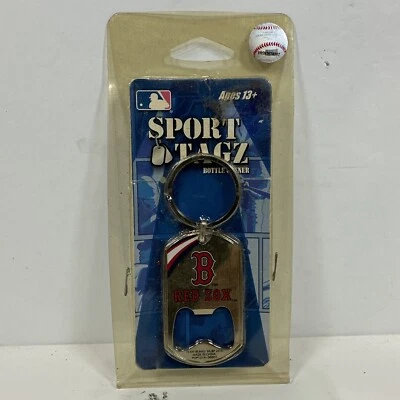 Ages 13+
SPORT
TAGZ
BOTTLE OPENER
B
RED SOX